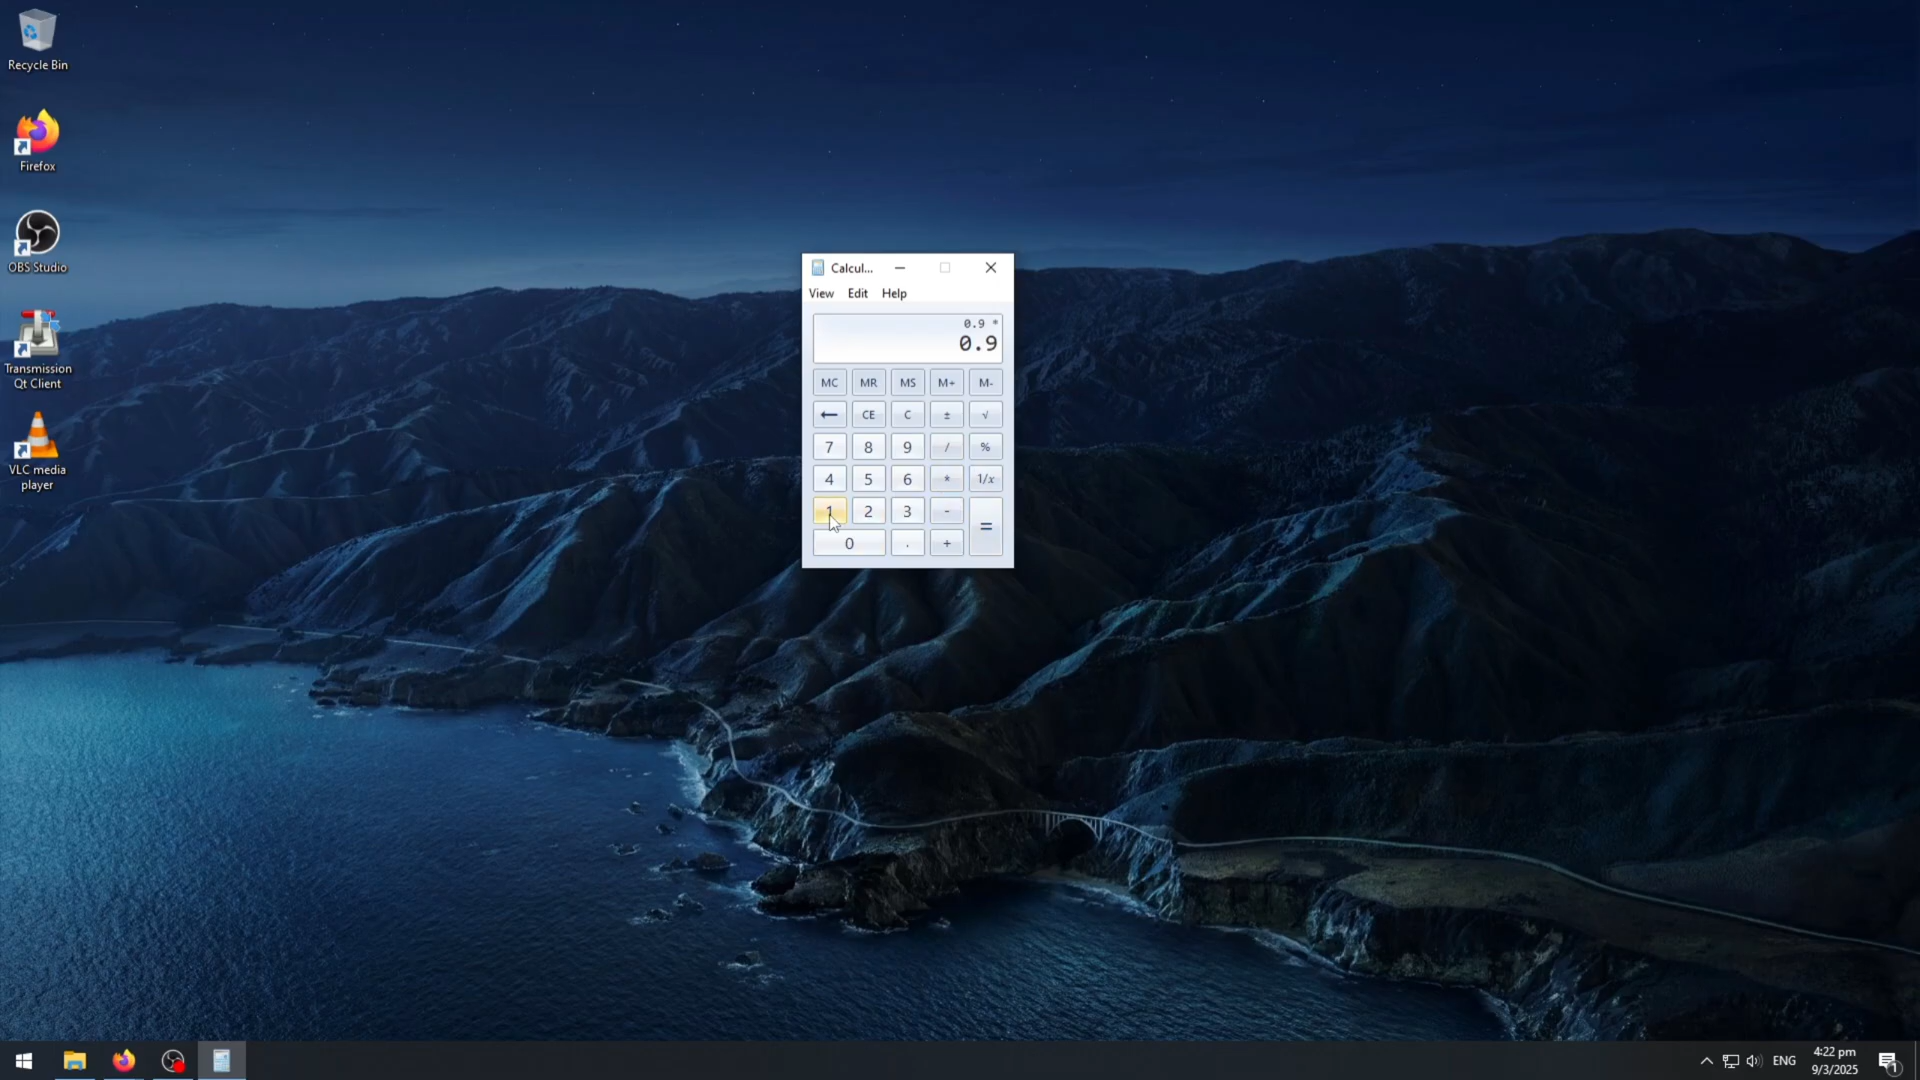 Recycle Bin
Firefox
OBS Studio
Transmission
Qt Client
VLC media
player
Calcul...
View Edit Help
0.9 *
0.9
MC MR MS M+ M-
← CE C ± √
7 8 9 / %
4 5 6 * 1/x
1 2 3 - =
0 . +
ENG
4:22 pm
9/3/2025
1